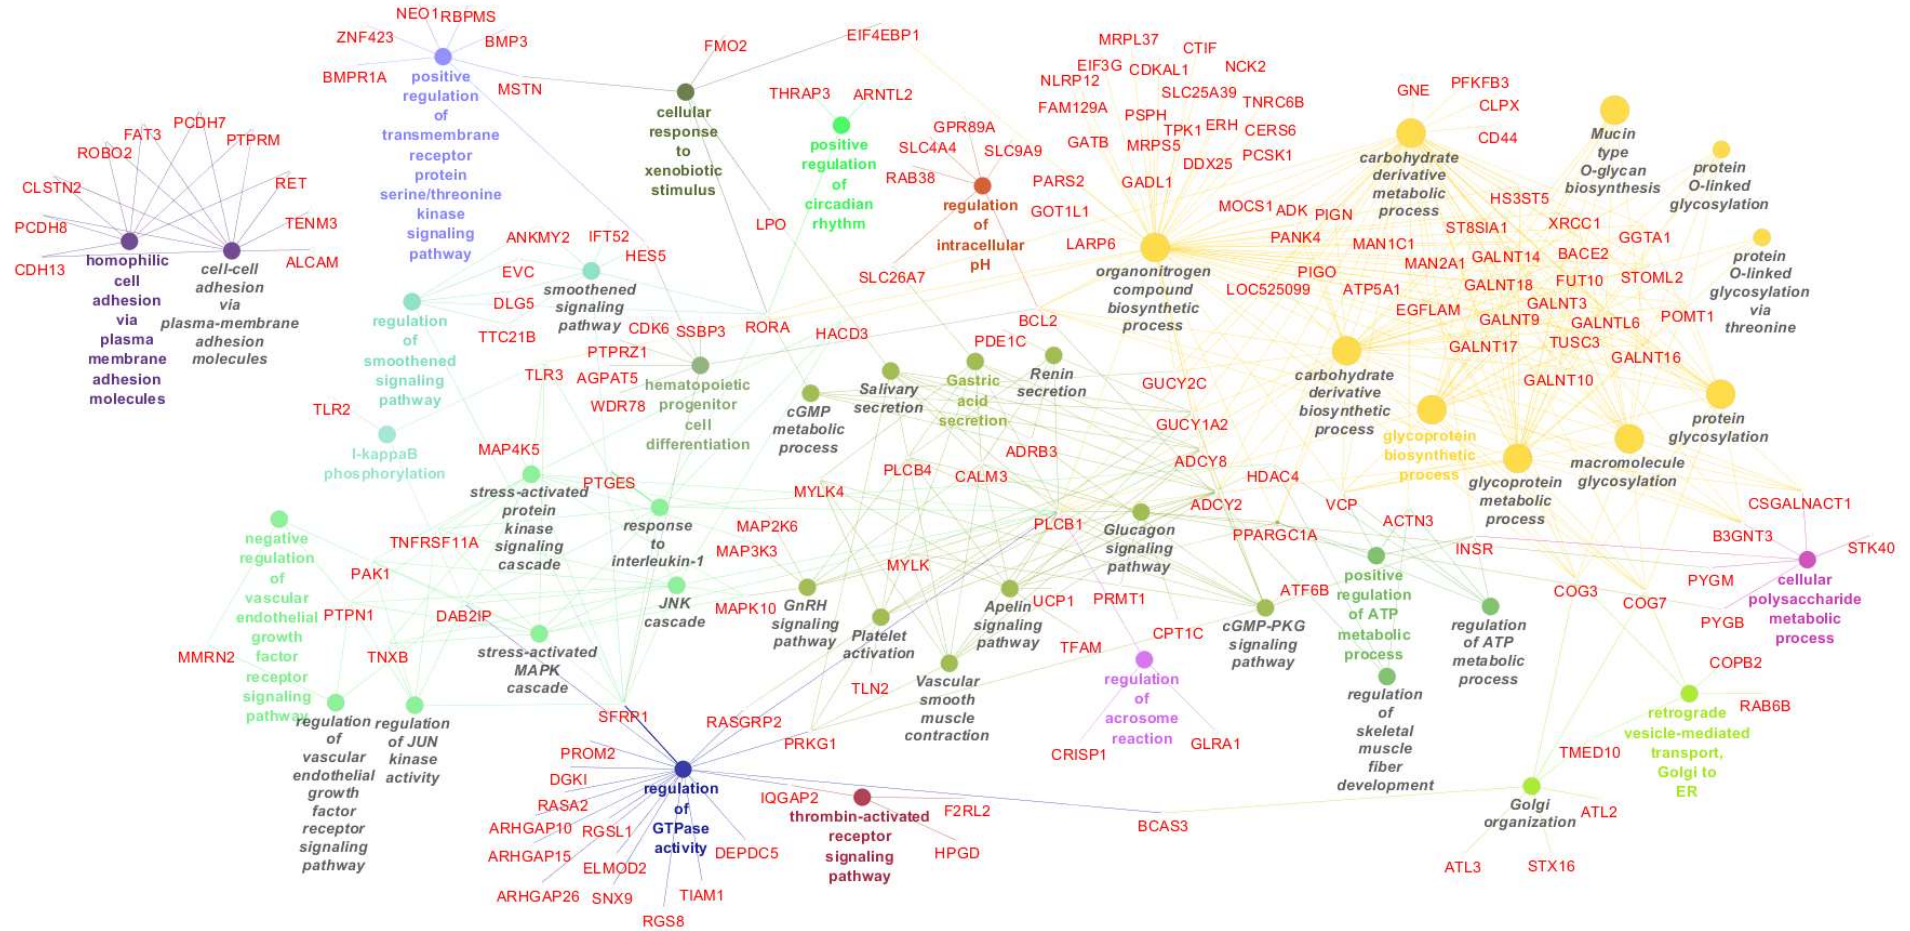 NEO1
RBPMS
ZNF423
BMP3
BMPR1A
MSTN
positive
regulation
of
transmembrane
receptor
protein
serine/threonine
kinase
signaling
pathway
FMO2
EIF4EBP1
cellular
response
to
xenobiotic
stimulus
THRAP3
ARNTL2
positive
regulation
of
circadian
rhythm
GPR89A
SLC4A4
SLC9A9
RAB38
regulation
of
intracellular
pH
SLC26A7
LPO
PCDH7
FAT3
PTPRM
ROBO2
CLSTN2
RET
PCDH8
TENM3
CDH13
ALCAM
homophilic
cell
adhesion
via
plasma
membrane
adhesion
molecules
cell-cell
adhesion
via
plasma-membrane
adhesion
molecules
MRPL37
CTIF
EIF3G
CDKAL1
NCK2
NLRP12
SLC25A39
FAM129A
PSPH
TNRC6B
TPK1
ERH
CERS6
GATB
MRPS5
PCSK1
DDX25
PARS2
GADL1
GOT1L1
MOCS1
ADK
PIGN
LARP6
PANK4
MAN1C1
organonitrogen
compound
biosynthetic
process
PIGO
MAN2A1
LOC525099
ATP5A1
EGFLAM
GNE
PFKFB3
CLPX
CD44
carbohydrate
derivative
metabolic
process
Mucin
type
O-glycan
biosynthesis
protein
O-linked
glycosylation
protein
O-linked
glycosylation
via
threonine
HS3ST5
ST8SIA1
XRCC1
GGTA1
GALNT14
BACE2
STOML2
GALNT18
FUT10
GALNT3
GALNT9
GALNTL6
POMT1
GALNT17
TUSC3
GALNT16
GALNT10
carbohydrate
derivative
biosynthetic
process
glycoprotein
biosynthetic
process
glycoprotein
metabolic
process
macromolecule
glycosylation
protein
glycosylation
ANKMY2
IFT52
HES5
EVC
DLG5
TTC21B
smoothened
signaling
pathway
regulation
of
smoothened
signaling
pathway
CDK6
SSBP3
RORA
PTPRZ1
TLR3
AGPAT5
WDR78
hematopoietic
progenitor
cell
differentiation
TLR2
I-kappaB
phosphorylation
HACD3
BCL2
PDE1C
Salivary
secretion
Gastric
acid
secretion
Renin
secretion
cGMP
metabolic
process
GUCY2C
GUCY1A2
ADRB3
ADCY8
PLCB4
CALM3
HDAC4
MYLK4
ADCY2
VCP
PLCB1
PPARGC1A
ACTN3
INSR
CSGALNACT1
B3GNT3
STK40
PYGM
PYGB
cellular
polysaccharide
metabolic
process
MAP4K5
stress-activated
protein
kinase
signaling
cascade
PTGES
response
to
interleukin-1
MAP2K6
MAP3K3
MYLK
Glucagon
signaling
pathway
negative
regulation
of
vascular
endothelial
growth
factor
receptor
signaling
pathway
TNFRSF11A
PAK1
PTPN1
DAB2IP
JNK
cascade
MAPK10
GnRH
signaling
pathway
Platelet
activation
Apelin
signaling
pathway
UCP1
PRMT1
ATF6B
cGMP-PKG
signaling
pathway
positive
regulation
of ATP
metabolic
process
regulation
of ATP
metabolic
process
COG3
COG7
MMRN2
TNXB
stress-activated
MAPK
cascade
TFAM
CPT1C
TLN2
Vascular
smooth
muscle
contraction
regulation
of
acrosome
reaction
CRISP1
GLRA1
regulation
of
skeletal
muscle
fiber
development
COPB2
RAB6B
retrograde
vesicle-mediated
transport,
Golgi to
ER
TMED10
Golgi
organization
ATL2
ATL3
STX16
regulation
of
vascular
endothelial
growth
factor
receptor
signaling
pathway
regulation
of JUN
kinase
activity
SFRP1
RASGRP2
PRKG1
PROM2
DGKI
RASA2
ARHGAP10
RGSL1
ARHGAP15
ELMOD2
ARHGAP26
SNX9
TIAM1
RGS8
DEPDC5
regulation
of
GTPase
activity
IQGAP2
F2RL2
HPGD
thrombin-activated
receptor
signaling
pathway
BCAS3